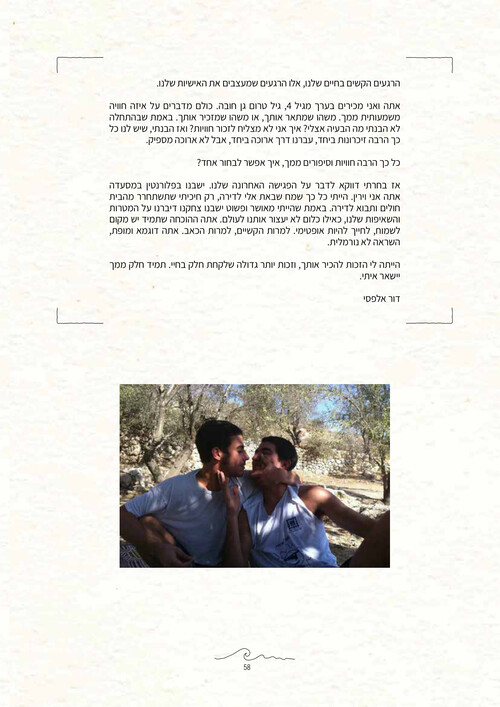 הרגעים הקשים בחיים שלנו, אלו הרגעים שמעצבים את האישיות שלנו.
אתה ואני מכירים בערך מגיל 4, גיל טרום גן חובה. כולם מדברים על איזה חוויה
משמעותית ממך. משהו שמתאר אותך, או משהו שמזכיר אותך. באמת שבהתחלה
לא הבנתי מה הבעיה אצלי? איך אני לא מצליח לזכור חוויות? ואז הבנתי, שיש לנו כל
כך הרבה זיכרונות ביחד, עברנו דרך ארוכה ביחד, אבל לא ארוכה מספיק.
כל כך הרבה חוויות וסיפורים ממך, איך אפשר לבחור אחד?
אז בחרתי דווקא לדבר על הפגישה האחרונה שלנו. ישבנו בפלורנטין במסעדה
אתה אני וירין. הייתי כל כך שמח שבאת אלי לדירה, רק חיכיתי שתשתחרר מהבית
חולים ותבוא לדירה. באמת שהייתי מאושר ופשוט ישבנו צחקנו דיברנו על המטרות
והשאיפות שלנו, כאילו כלום לא יעצור אותנו לעולם. אתה ההוכחה שתמיד יש מקום
לשמוח, לחייך להיות אופטימי. למרות הקשיים, למרות הכאב. אתה דוגמא ומופת,
השראה לא נורמלית.
הייתה לי הזכות להכיר אותך, וזכות יותר גדולה שלקחת חלק בחיי. תמיד חלק ממך
יישאר איתי.
דור אלפסי
58